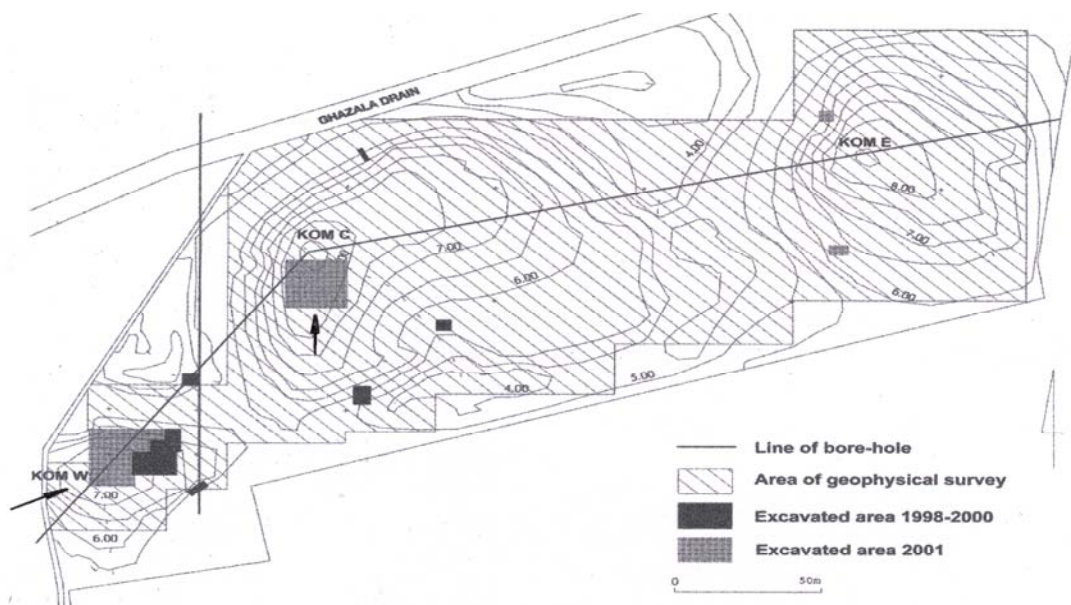 GHAZALA DRAIN
4.00
KOM E
8.00
7.00
6.00
KOM C
7.00
6.00
4.00
5.00
KOM W
7.00
6.00
Line of bore-hole
Area of geophysical survey
Excavated area 1998-2000
Excavated area 2001
0 50m